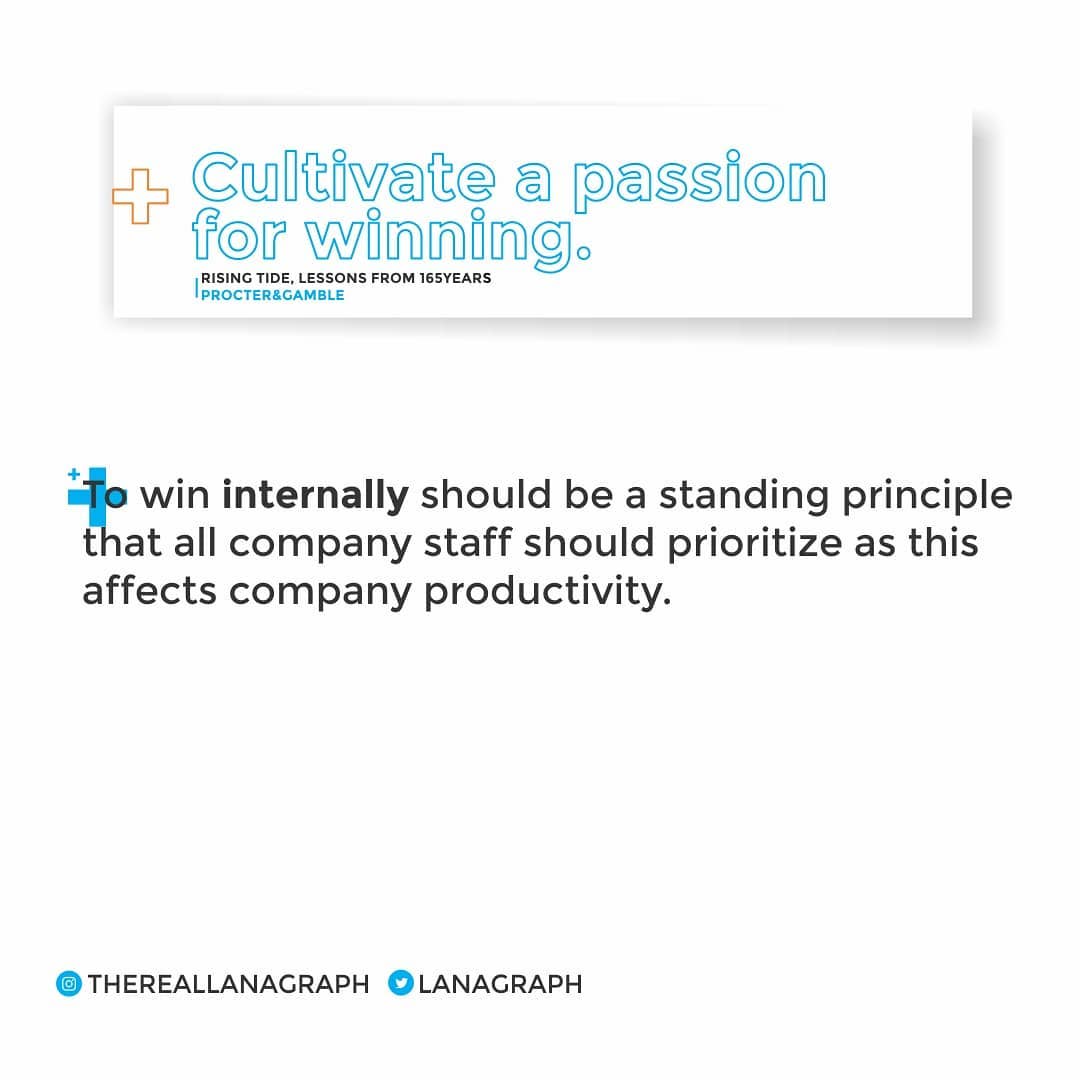 Cultivate a passion
for winning.
RISING TIDE, LESSONS FROM 165YEARS
PROCTER&GAMBLE
To win internally should be a standing principle
that all company staff should prioritize as this
affects company productivity.
THEREALLANAGRAPH LANAGRAPH